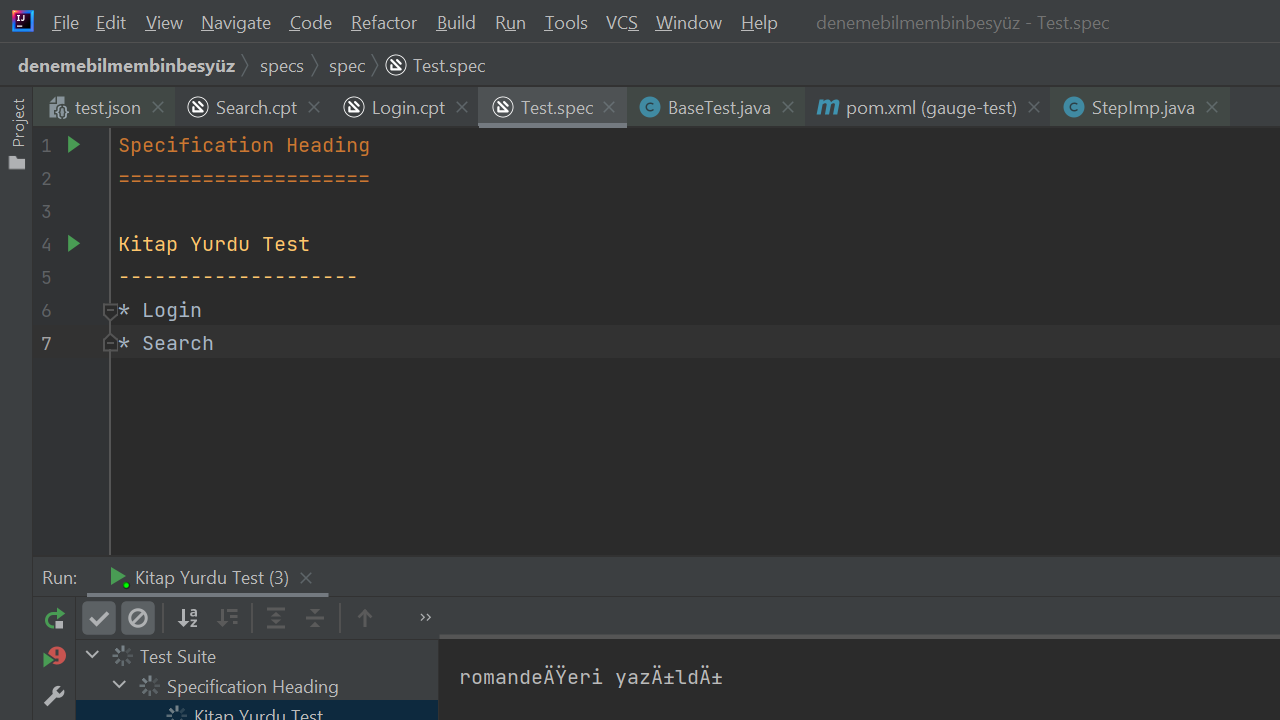 File Edit View Navigate Code Refactor Build Run Tools VCS Window Help denemebilmembinbesyüz - Test.spec
denemebilmembinbesyüz specs spec Test.spec
Project
test.json Search.cpt Login.cpt Test.spec BaseTest.java pom.xml (gauge-test) StepImp.java
1 Specification Heading
2 =====================
3
4 Kitap Yurdu Test
5 --------------------
6 * Login
7 * Search
Run: Kitap Yurdu Test (3)
Test Suite
Specification Heading
Kitap Yurdu Test
romandeÄŸeri yazÄ±ldÄ±